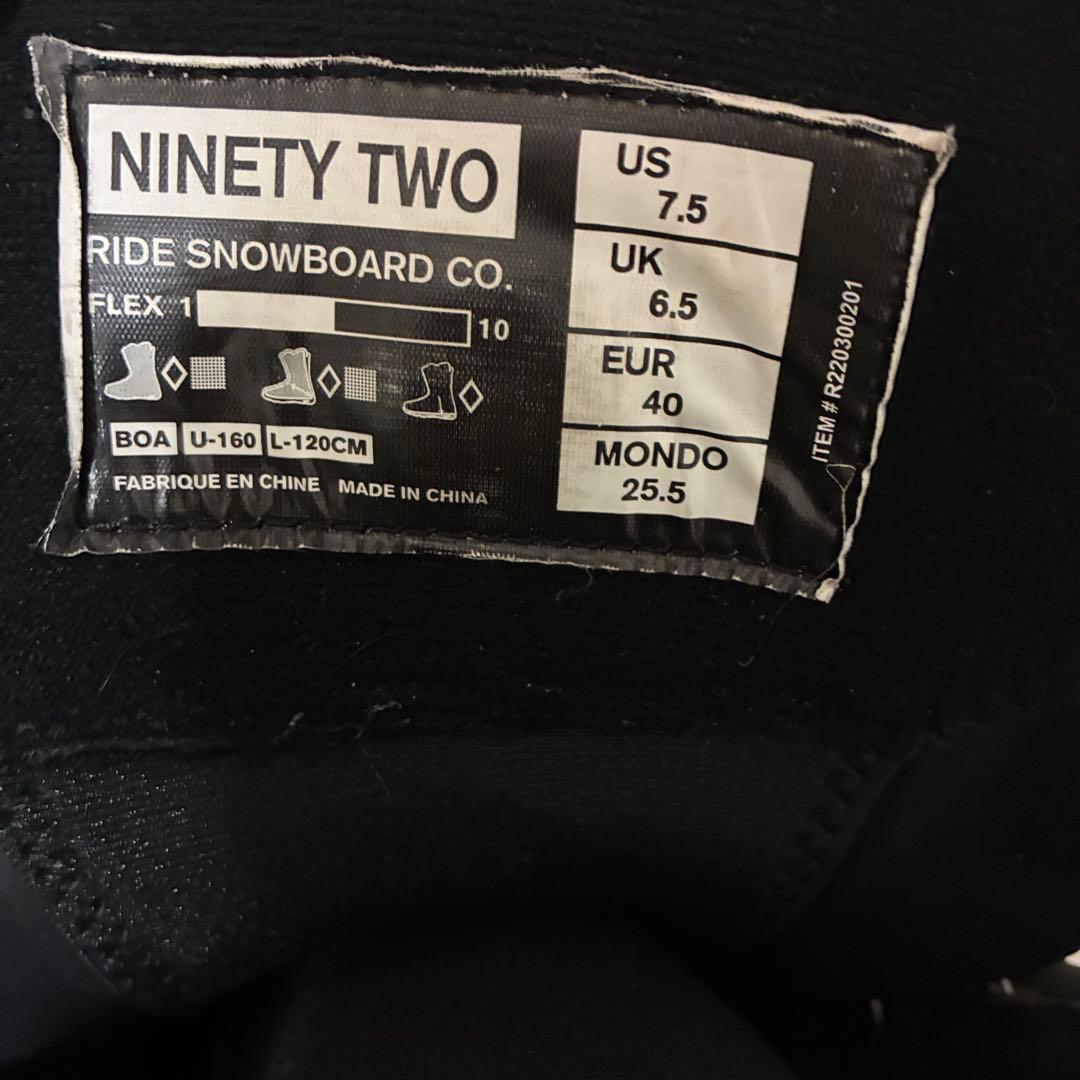 NINETY TWO
RIDE SNOWBOARD CO.
FLEX 1 10
BOA U-160 L-120CM
FABRIQUE EN CHINE MADE IN CHINA
US
7.5
UK
6.5
EUR
40
MONDO
25.5
ITEM # R220300201